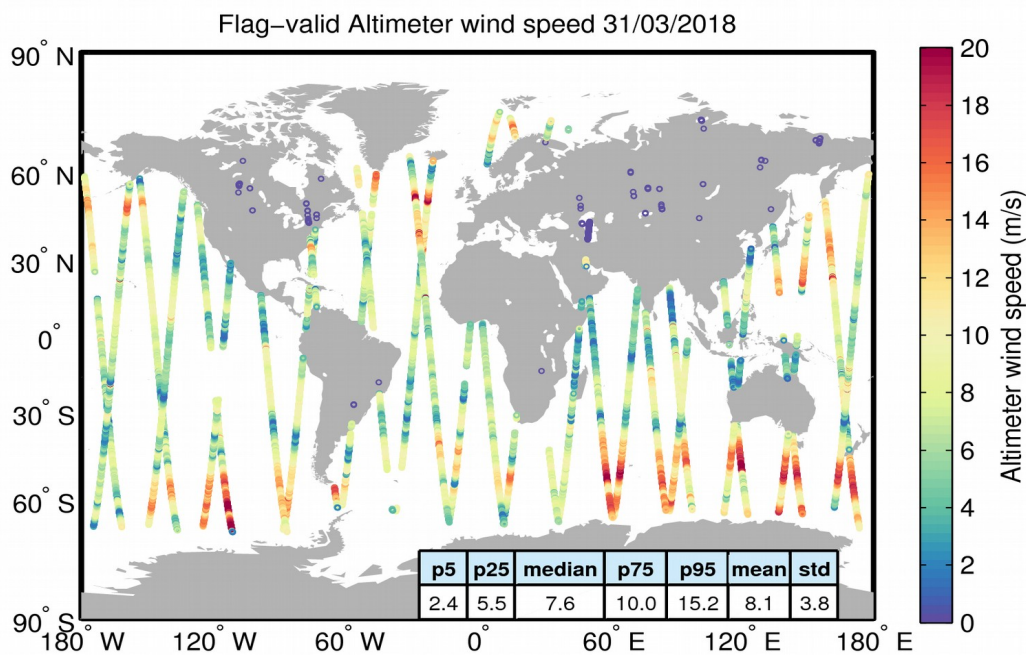 Flag−valid Altimeter wind speed 31/03/2018
90° N
60° N
30° N
0°
30° S
60° S
90° S
180° W
120° W
60° W
0°
60° E
120° E
180° E
p5 p25 median p75 p95 mean std
2.4 5.5 7.6 10.0 15.2 8.1 3.8
20
18
16
14
12
10
8
6
4
2
0
Altimeter wind speed (m/s)